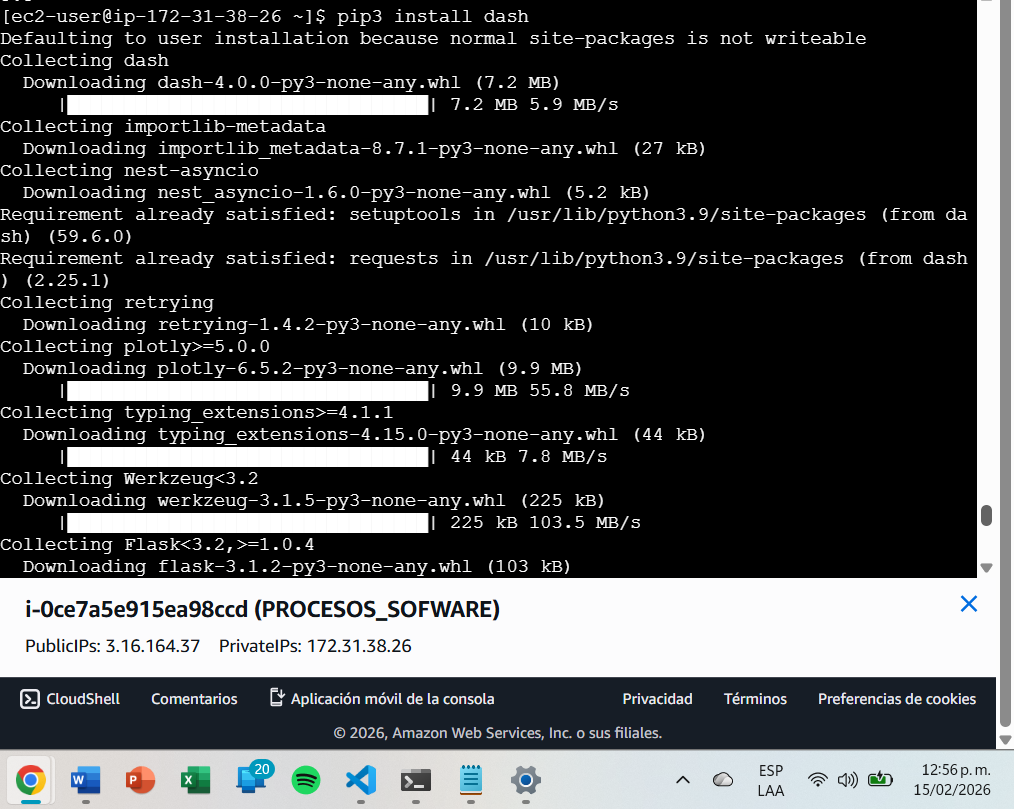 [ec2-user@ip-172-31-38-26 ~]$ pip3 install dash
Defaulting to user installation because normal site-packages is not writeable
Collecting dash
  Downloading dash-4.0.0-py3-none-any.whl (7.2 MB)
     |████████████████████████████████| 7.2 MB 5.9 MB/s
Collecting importlib-metadata
  Downloading importlib_metadata-8.7.1-py3-none-any.whl (27 kB)
Collecting nest-asyncio
  Downloading nest_asyncio-1.6.0-py3-none-any.whl (5.2 kB)
Requirement already satisfied: setuptools in /usr/lib/python3.9/site-packages (from da
sh) (59.6.0)
Requirement already satisfied: requests in /usr/lib/python3.9/site-packages (from dash
) (2.25.1)
Collecting retrying
  Downloading retrying-1.4.2-py3-none-any.whl (10 kB)
Collecting plotly>=5.0.0
  Downloading plotly-6.5.2-py3-none-any.whl (9.9 MB)
     |████████████████████████████████| 9.9 MB 55.8 MB/s
Collecting typing_extensions>=4.1.1
  Downloading typing_extensions-4.15.0-py3-none-any.whl (44 kB)
     |████████████████████████████████| 44 kB 7.8 MB/s
Collecting Werkzeug<3.2
  Downloading werkzeug-3.1.5-py3-none-any.whl (225 kB)
     |████████████████████████████████| 225 kB 103.5 MB/s
Collecting Flask<3.2,>=1.0.4
  Downloading flask-3.1.2-py3-none-any.whl (103 kB)
i-0ce7a5e915ea98ccd (PROCESOS_SOFWARE)
PublicIPs: 3.16.164.37 PrivateIPs: 172.31.38.26
CloudShell Comentarios Aplicación móvil de la consola Privacidad Términos Preferencias de cookies
© 2026, Amazon Web Services, Inc. o sus filiales.
W P X 20
ESP 12:56 p. m.
LAA 15/02/2026